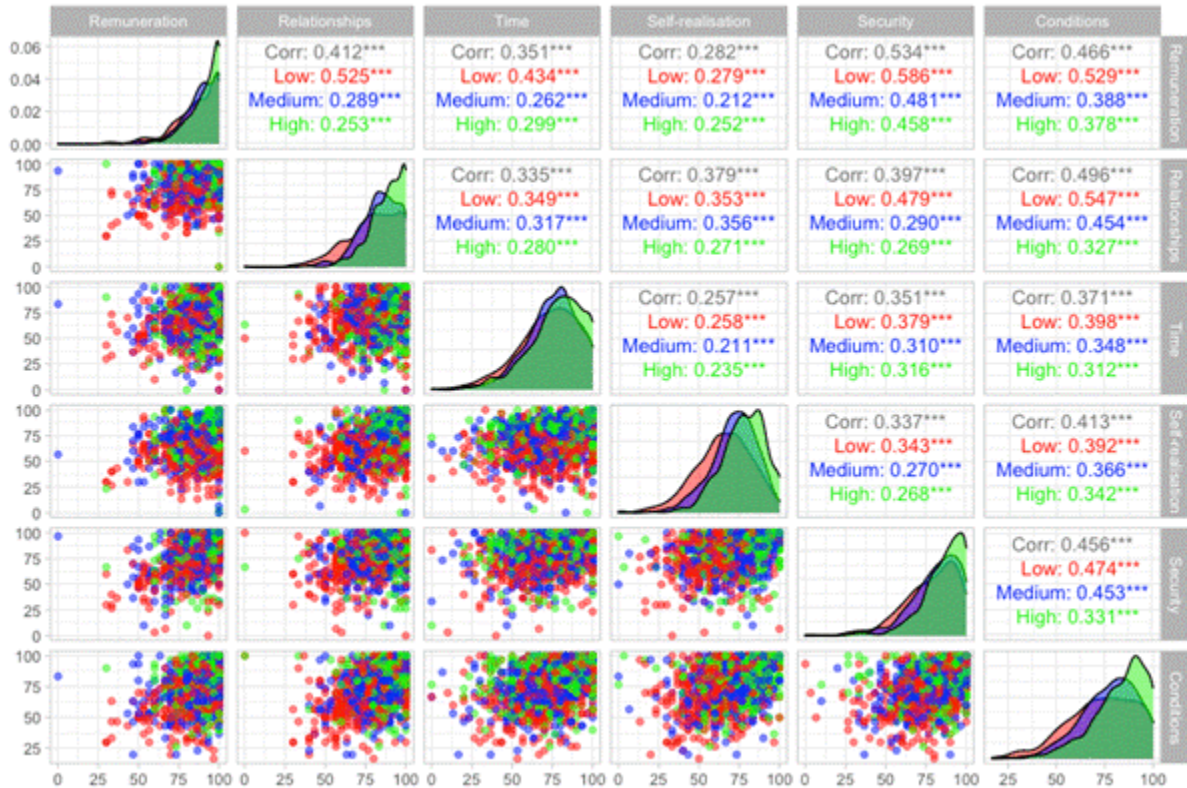 Remuneration Relationships Time Self-realisation Security Conditions
0.06
0.04
0.02
0.00
Corr: 0.412***
Low: 0.525***
Medium: 0.289***
High: 0.253***
Corr: 0.351***
Low: 0.434***
Medium: 0.262***
High: 0.299***
Corr: 0.282***
Low: 0.279***
Medium: 0.212***
High: 0.252***
Corr: 0.534***
Low: 0.586***
Medium: 0.481***
High: 0.458***
Corr: 0.466***
Low: 0.529***
Medium: 0.388***
High: 0.378***
Remuneration
100
75
50
25
0
Corr: 0.335***
Low: 0.349***
Medium: 0.317***
High: 0.280***
Corr: 0.379***
Low: 0.353***
Medium: 0.356***
High: 0.271***
Corr: 0.397***
Low: 0.479***
Medium: 0.290***
High: 0.269***
Corr: 0.496***
Low: 0.547***
Medium: 0.454***
High: 0.327***
Relationships
100
75
50
25
0
Corr: 0.257***
Low: 0.258***
Medium: 0.211***
High: 0.235***
Corr: 0.351***
Low: 0.379***
Medium: 0.310***
High: 0.316***
Corr: 0.371***
Low: 0.398***
Medium: 0.348***
High: 0.312***
Time
100
75
50
25
0
Corr: 0.337***
Low: 0.343***
Medium: 0.270***
High: 0.268***
Corr: 0.413***
Low: 0.392***
Medium: 0.366***
High: 0.342***
Self-realisation
100
75
50
25
0
Corr: 0.456***
Low: 0.474***
Medium: 0.453***
High: 0.331***
Security
100
75
50
25
Conditions
0 25 50 75 100 0 25 50 75 100 0 25 50 75 100 0 25 50 75 100 0 25 50 75 100 25 50 75 100